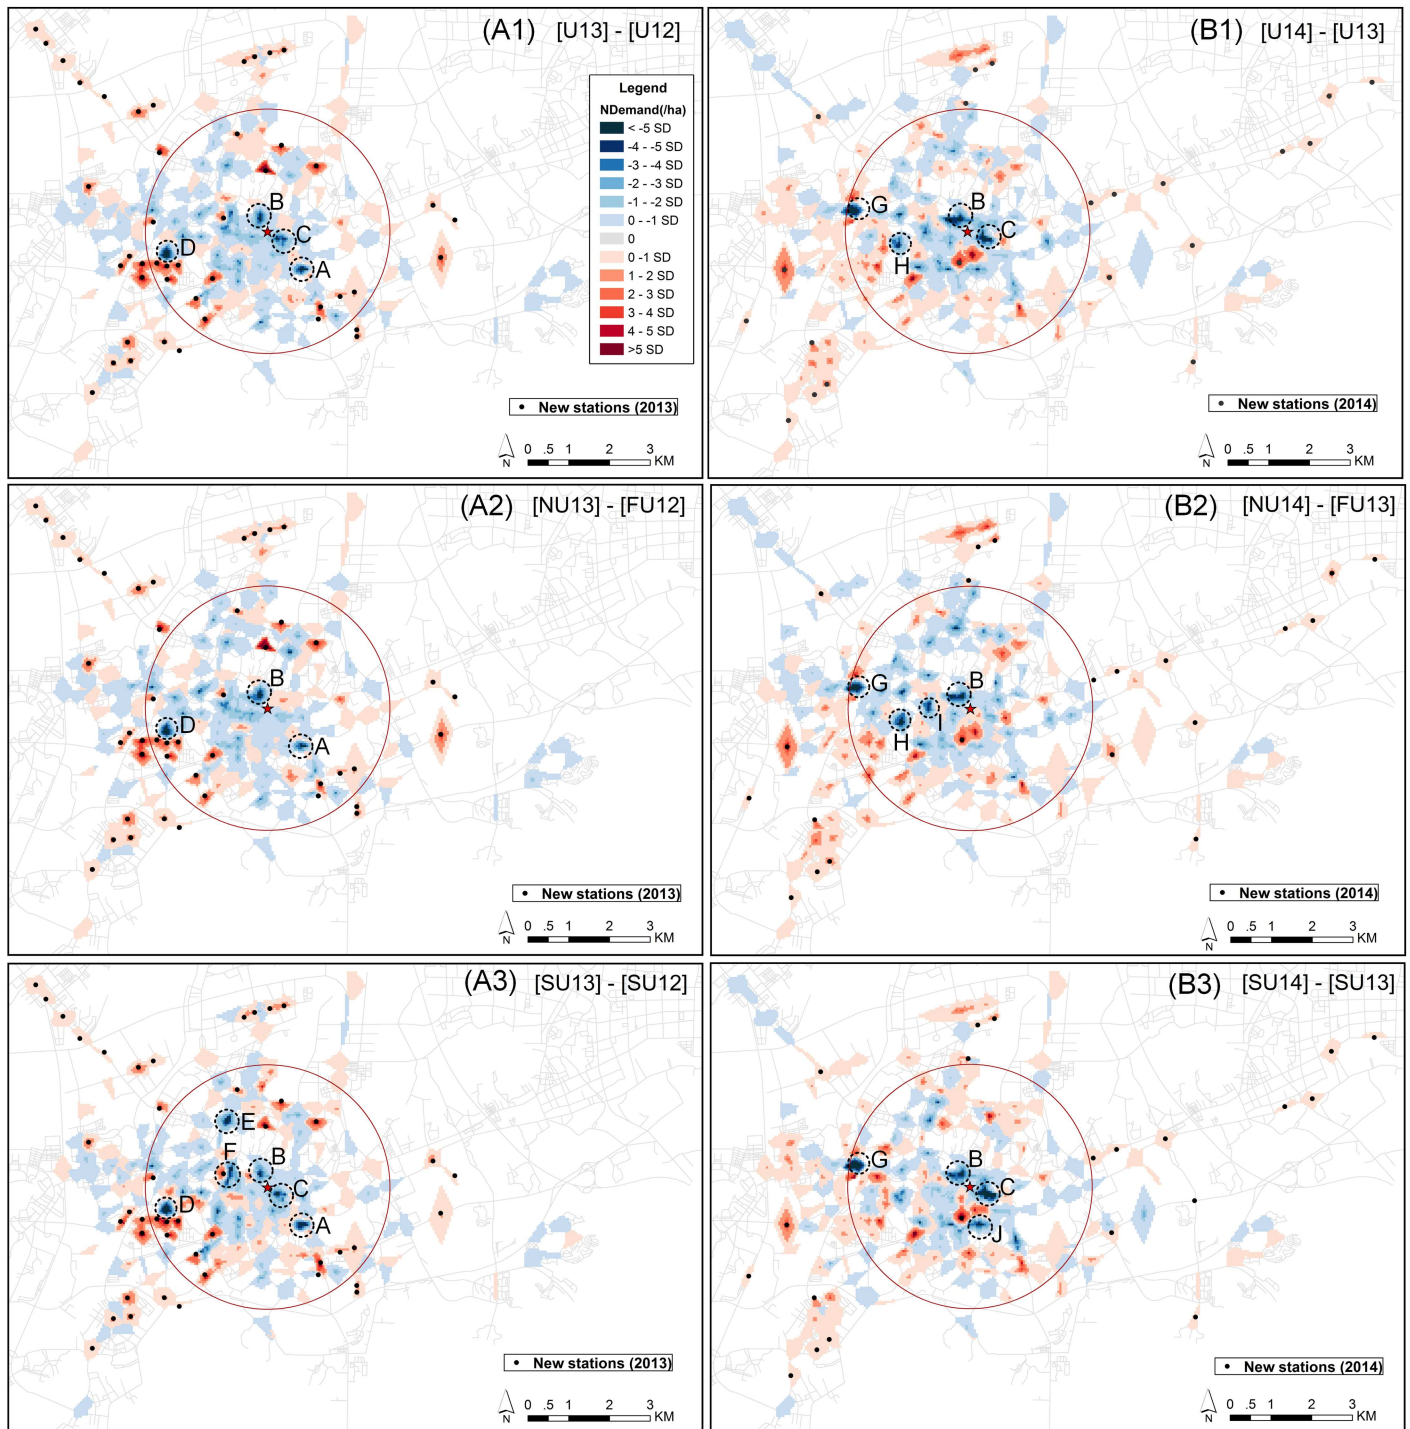 (A1) [U13] - [U12]
Legend
NDemand(/ha)
< -5 SD
-4 - -5 SD
-3 - -4 SD
-2 - -3 SD
-1 - -2 SD
0 - -1 SD
0
0 -1 SD
1 - 2 SD
2 - 3 SD
3 - 4 SD
4 - 5 SD
>5 SD
B
C
D
A
New stations (2013)
N
0 .5 1 2 3
KM
(B1) [U14] - [U13]
G
B
C
H
New stations (2014)
N
0 .5 1 2 3
KM
(A2) [NU13] - [FU12]
B
D
A
New stations (2013)
N
0 .5 1 2 3
KM
(B2) [NU14] - [FU13]
G
B
I
H
New stations (2014)
N
0 .5 1 2 3
KM
(A3) [SU13] - [SU12]
E
F
B
C
D
A
New stations (2013)
N
0 .5 1 2 3
KM
(B3) [SU14] - [SU13]
G
B
C
J
New stations (2014)
N
0 .5 1 2 3
KM